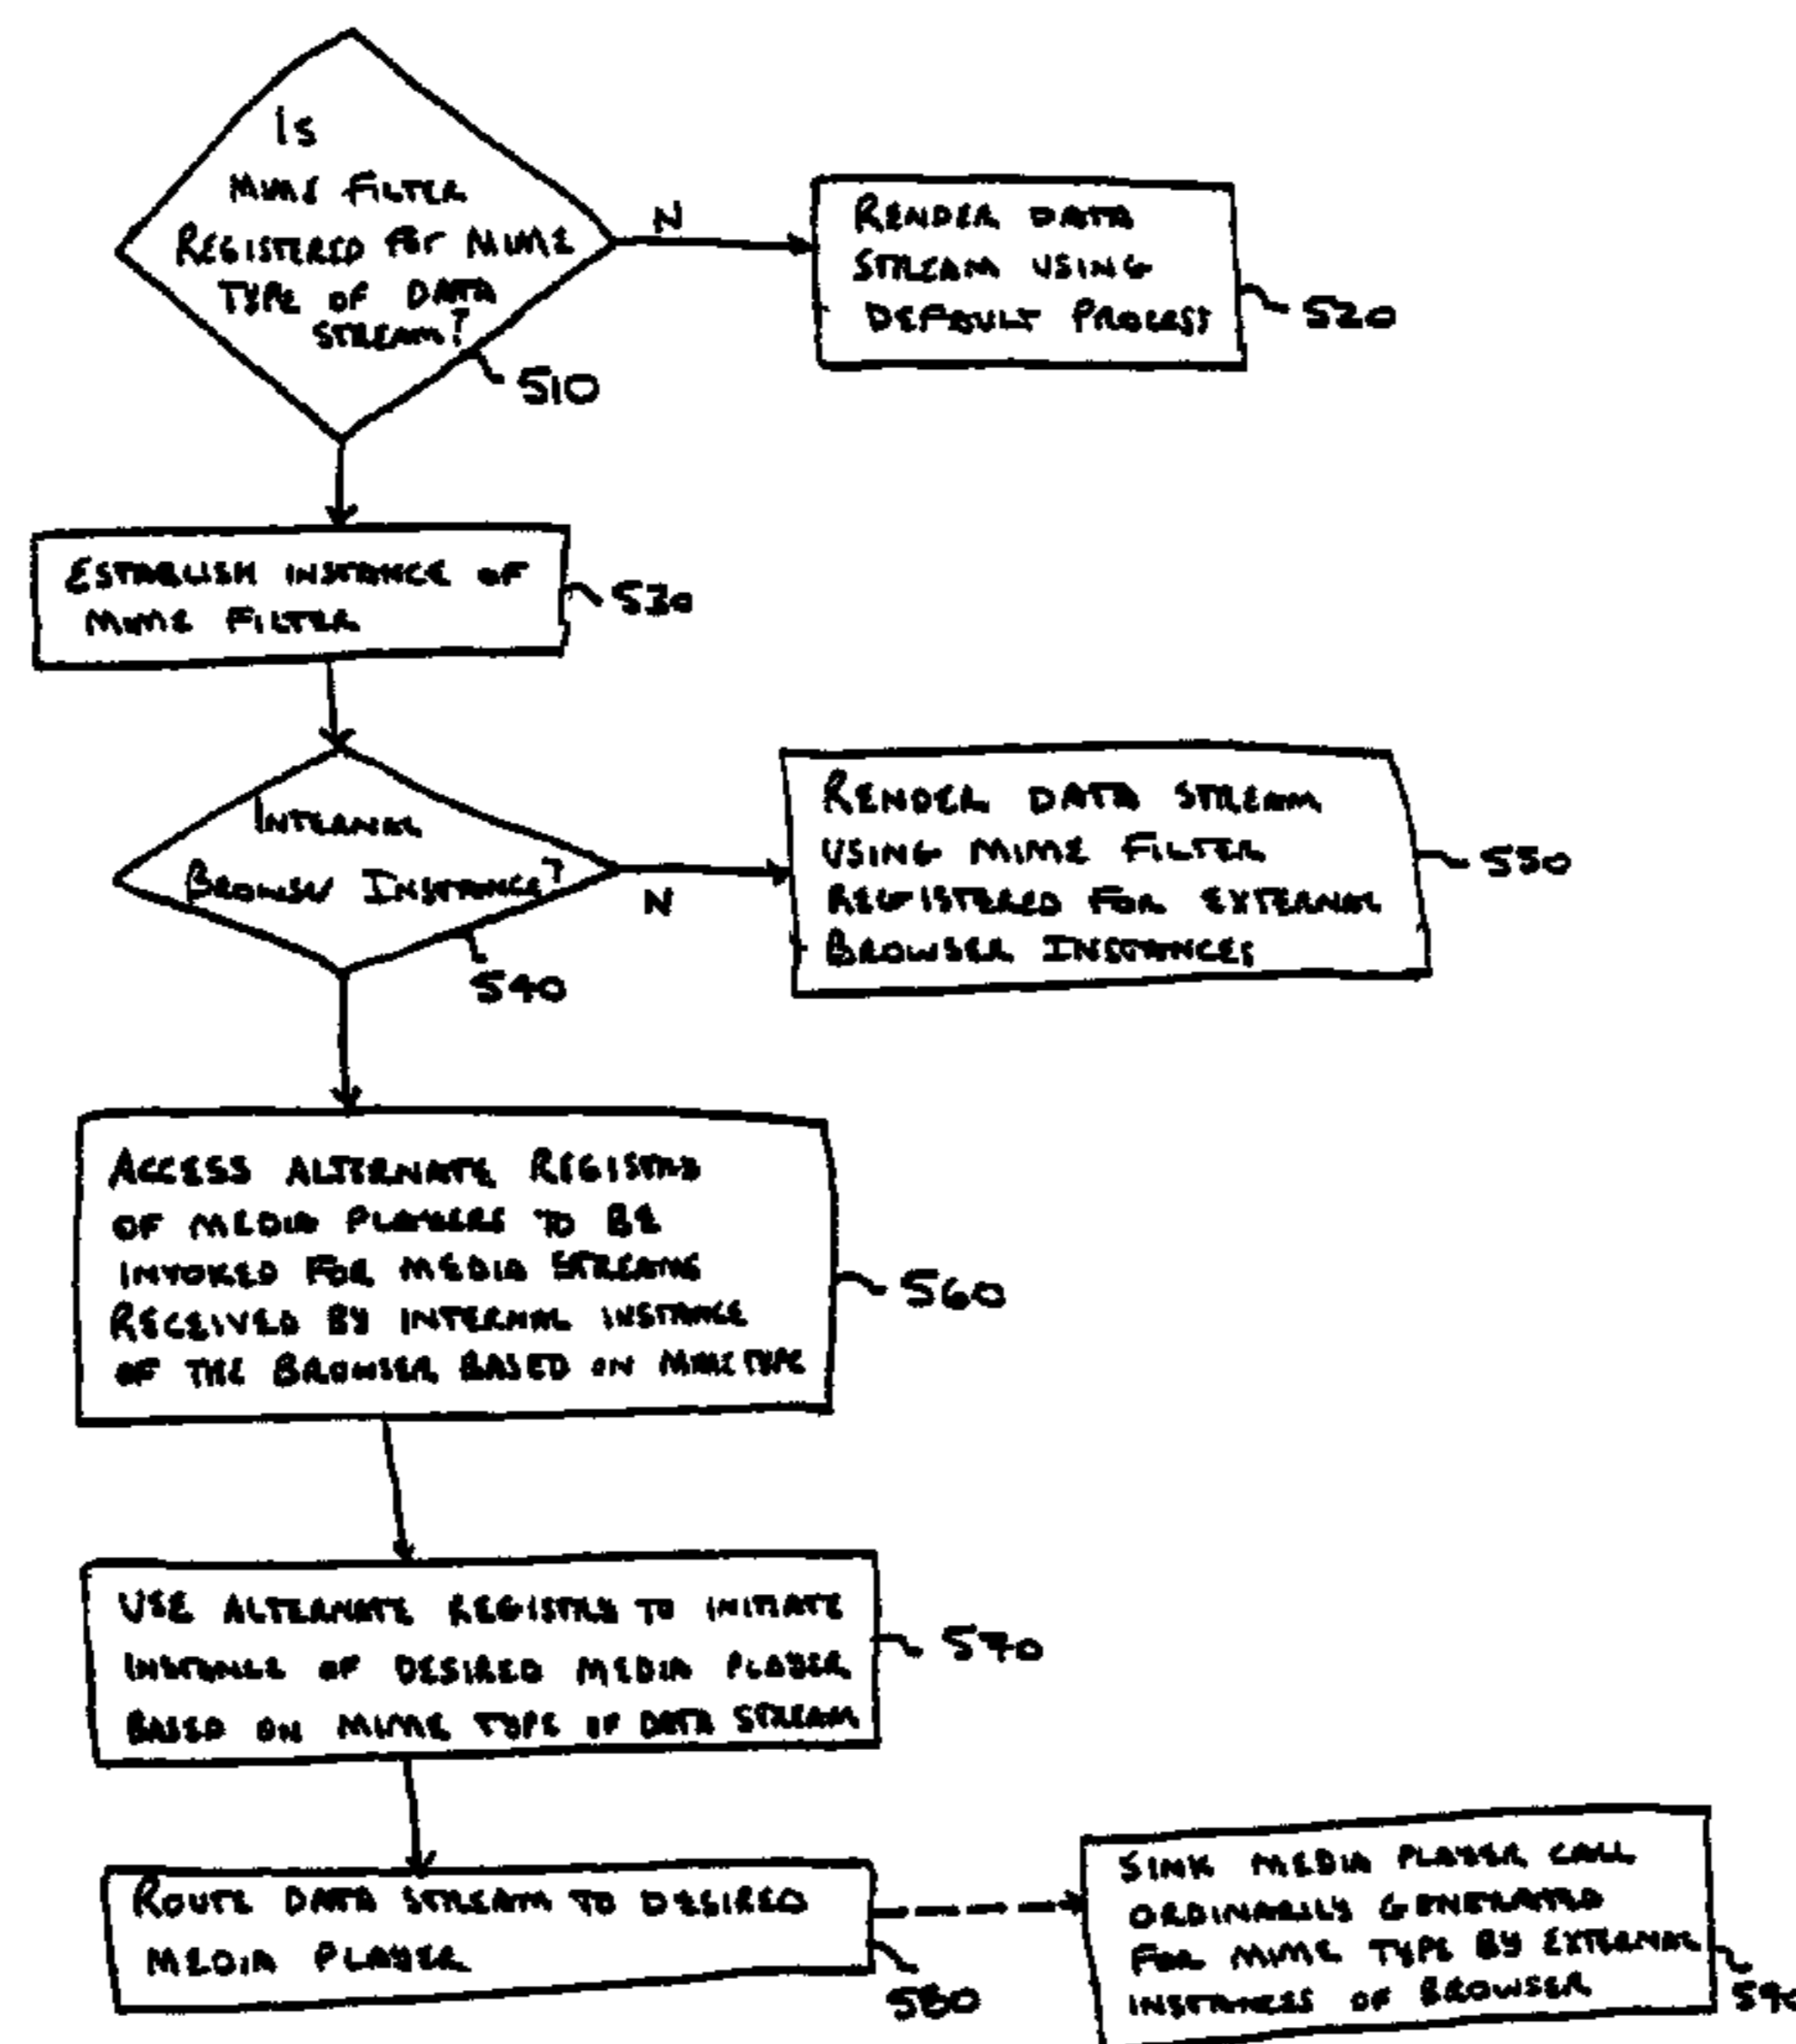 Is
MIME FILTER
REGISTERED for MIME
TYPE OF DATA
STREAM?
510
N
RENDER DATA
STREAM USING
DEFAULT PROCESS
520
ESTABLISH INSTANCE OF
MIME FILTER
530
INTERNAL
BROWSER INSTANCE?
540
N
RENDER DATA STREAM
USING MIME FILTER
REGISTERED FOR EXTERNAL
BROWSER INSTANCES
550
ACCESS ALTERNATE REGISTRY
OF MEDIA PLAYERS TO BE
INVOKED FOR MEDIA STREAMS
RECEIVED BY INTERNAL INSTANCE
OF THE BROWSER BASED ON MIME TYPE
560
USE ALTERNATE REGISTRY TO INITIATE
INSTANCE OF DESIRED MEDIA PLAYER
BASED ON MIME TYPE OF DATA STREAM
570
ROUTE DATA STREAM TO DESIRED
MEDIA PLAYER
580
SINK MEDIA PLAYER CALL
ORDINARILY GENERATED
FOR MIME TYPE BY EXTERNAL
INSTANCES OF BROWSER
590